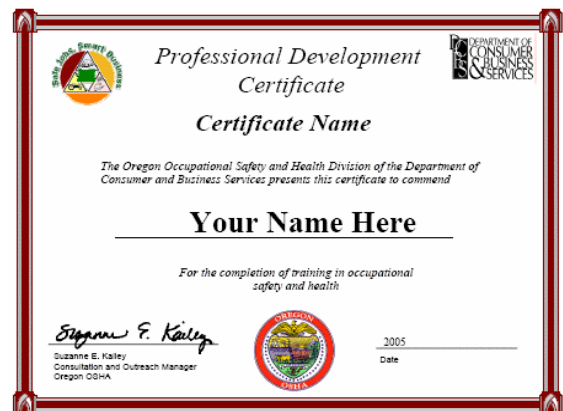 Safe Jobs, Smart Business
Professional Development
Certificate
DEPARTMENT OF
CONSUMER
& BUSINESS
SERVICES
DCBS
Certificate Name
The Oregon Occupational Safety and Health Division of the Department of
Consumer and Business Services presents this certificate to commend
Your Name Here
For the completion of training in occupational
safety and health
Suzanne E. Kailey
Suzanne E. Kailey
Consultation and Outreach Manager
Oregon OSHA
OREGON
OSHA
2005
Date